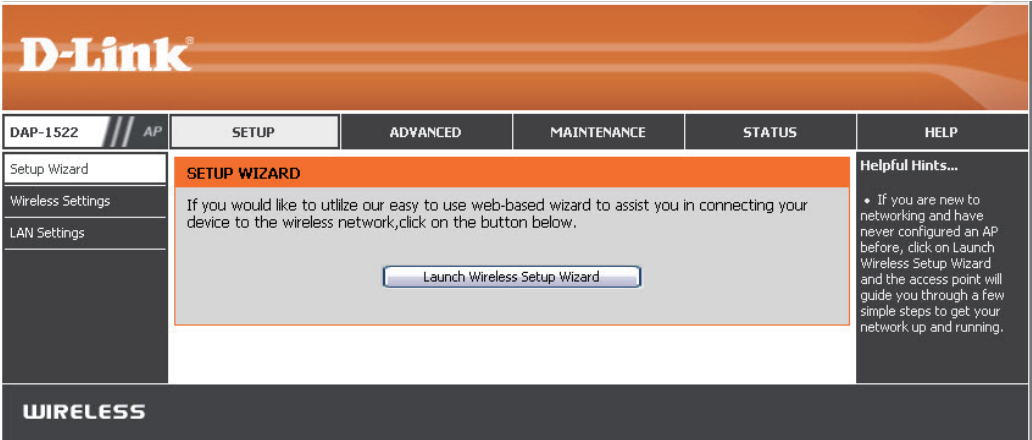 D-Link®
DAP-1522 /// AP SETUP ADVANCED MAINTENANCE STATUS HELP
Setup Wizard
Wireless Settings
LAN Settings
SETUP WIZARD
If you would like to utlilze our easy to use web-based wizard to assist you in connecting your
device to the wireless network,click on the button below.
Launch Wireless Setup Wizard
Helpful Hints...
• If you are new to
networking and have
never configured an AP
before, click on Launch
Wireless Setup Wizard
and the access point will
guide you through a few
simple steps to get your
network up and running.
WIRELESS